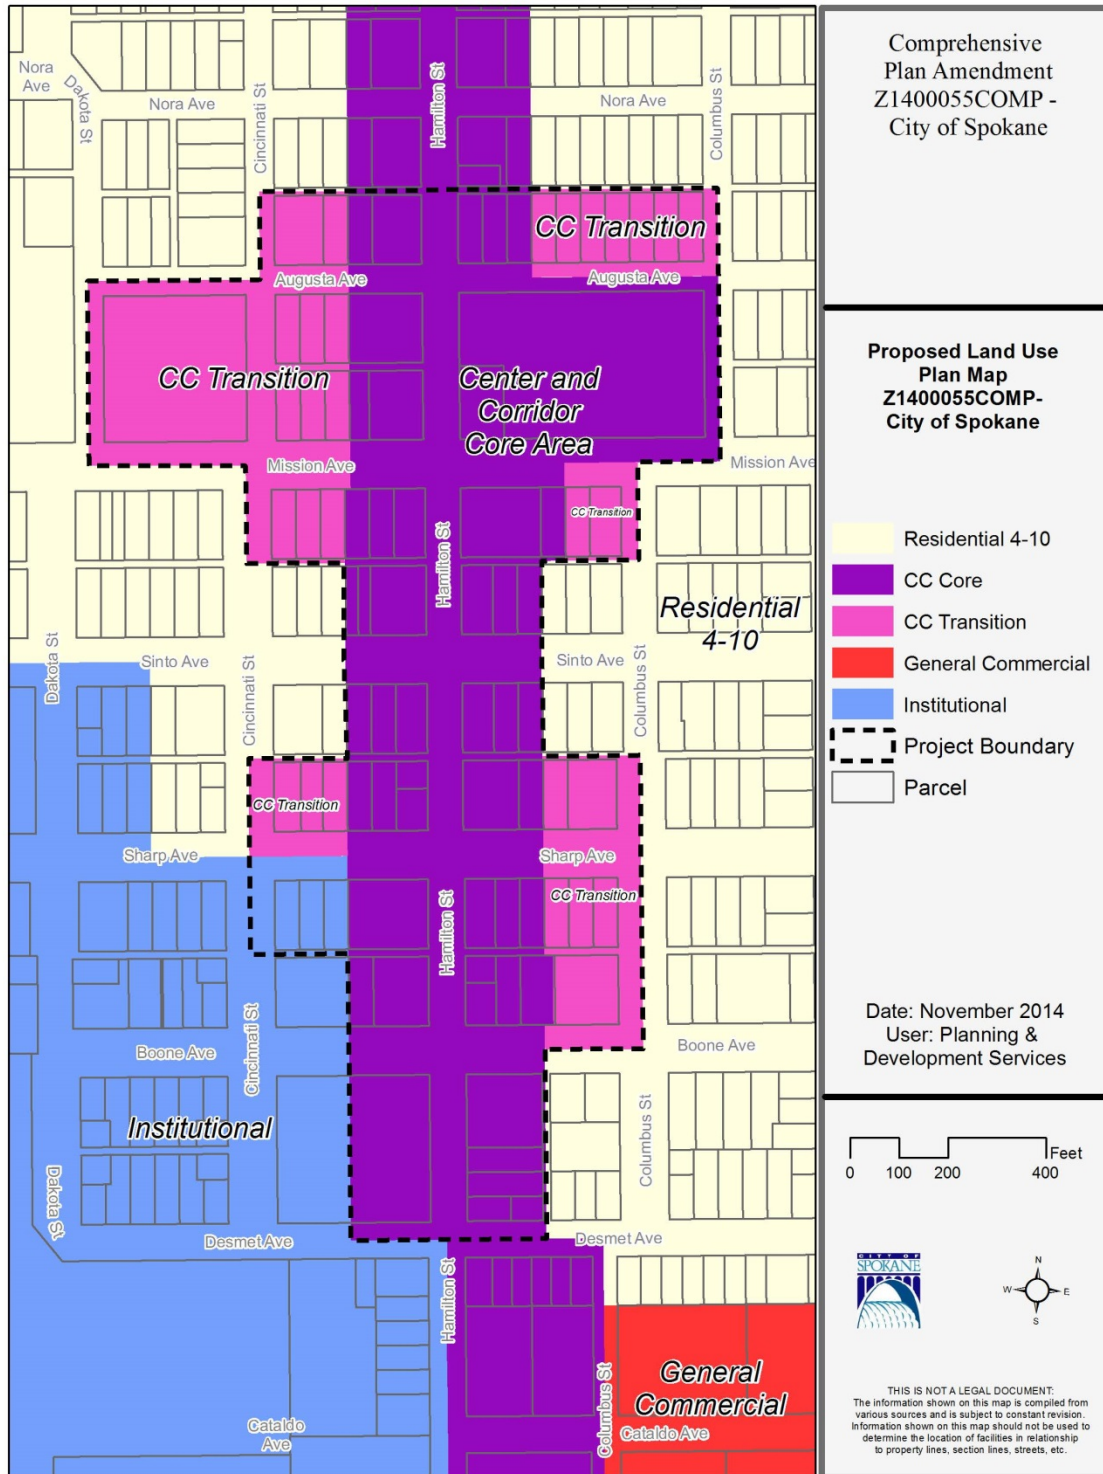 Nora
Ave
Dakota St
Nora Ave
Cincinnati St
Hamilton St
Nora Ave
Columbus St
CC Transition
Augusta Ave
Augusta Ave
CC Transition
Center and
Corridor
Core Area
Mission Ave
Mission Ave
CC Transition
Hamilton St
Residential
4-10
Dakota St
Sinto Ave
Cincinnati St
Sinto Ave
Columbus St
CC Transition
Sharp Ave
Sharp Ave
CC Transition
Hamilton St
Boone Ave
Cincinnati St
Boone Ave
Institutional
Columbus St
Dakota St
Desmet Ave
Desmet Ave
Hamilton St
General
Commercial
Columbus St
Cataldo
Ave
Cataldo Ave
Comprehensive
Plan Amendment
Z1400055COMP -
City of Spokane
Proposed Land Use
Plan Map
Z1400055COMP-
City of Spokane
Residential 4-10
CC Core
CC Transition
General Commercial
Institutional
Project Boundary
Parcel
Date: November 2014
User: Planning &
Development Services
Feet
0 100 200 400
CITY OF
SPOKANE
N
W E
S
THIS IS NOT A LEGAL DOCUMENT:
The information shown on this map is compiled from
various sources and is subject to constant revision.
Information shown on this map should not be used to
determine the location of facilities in relationship
to property lines, section lines, streets, etc.